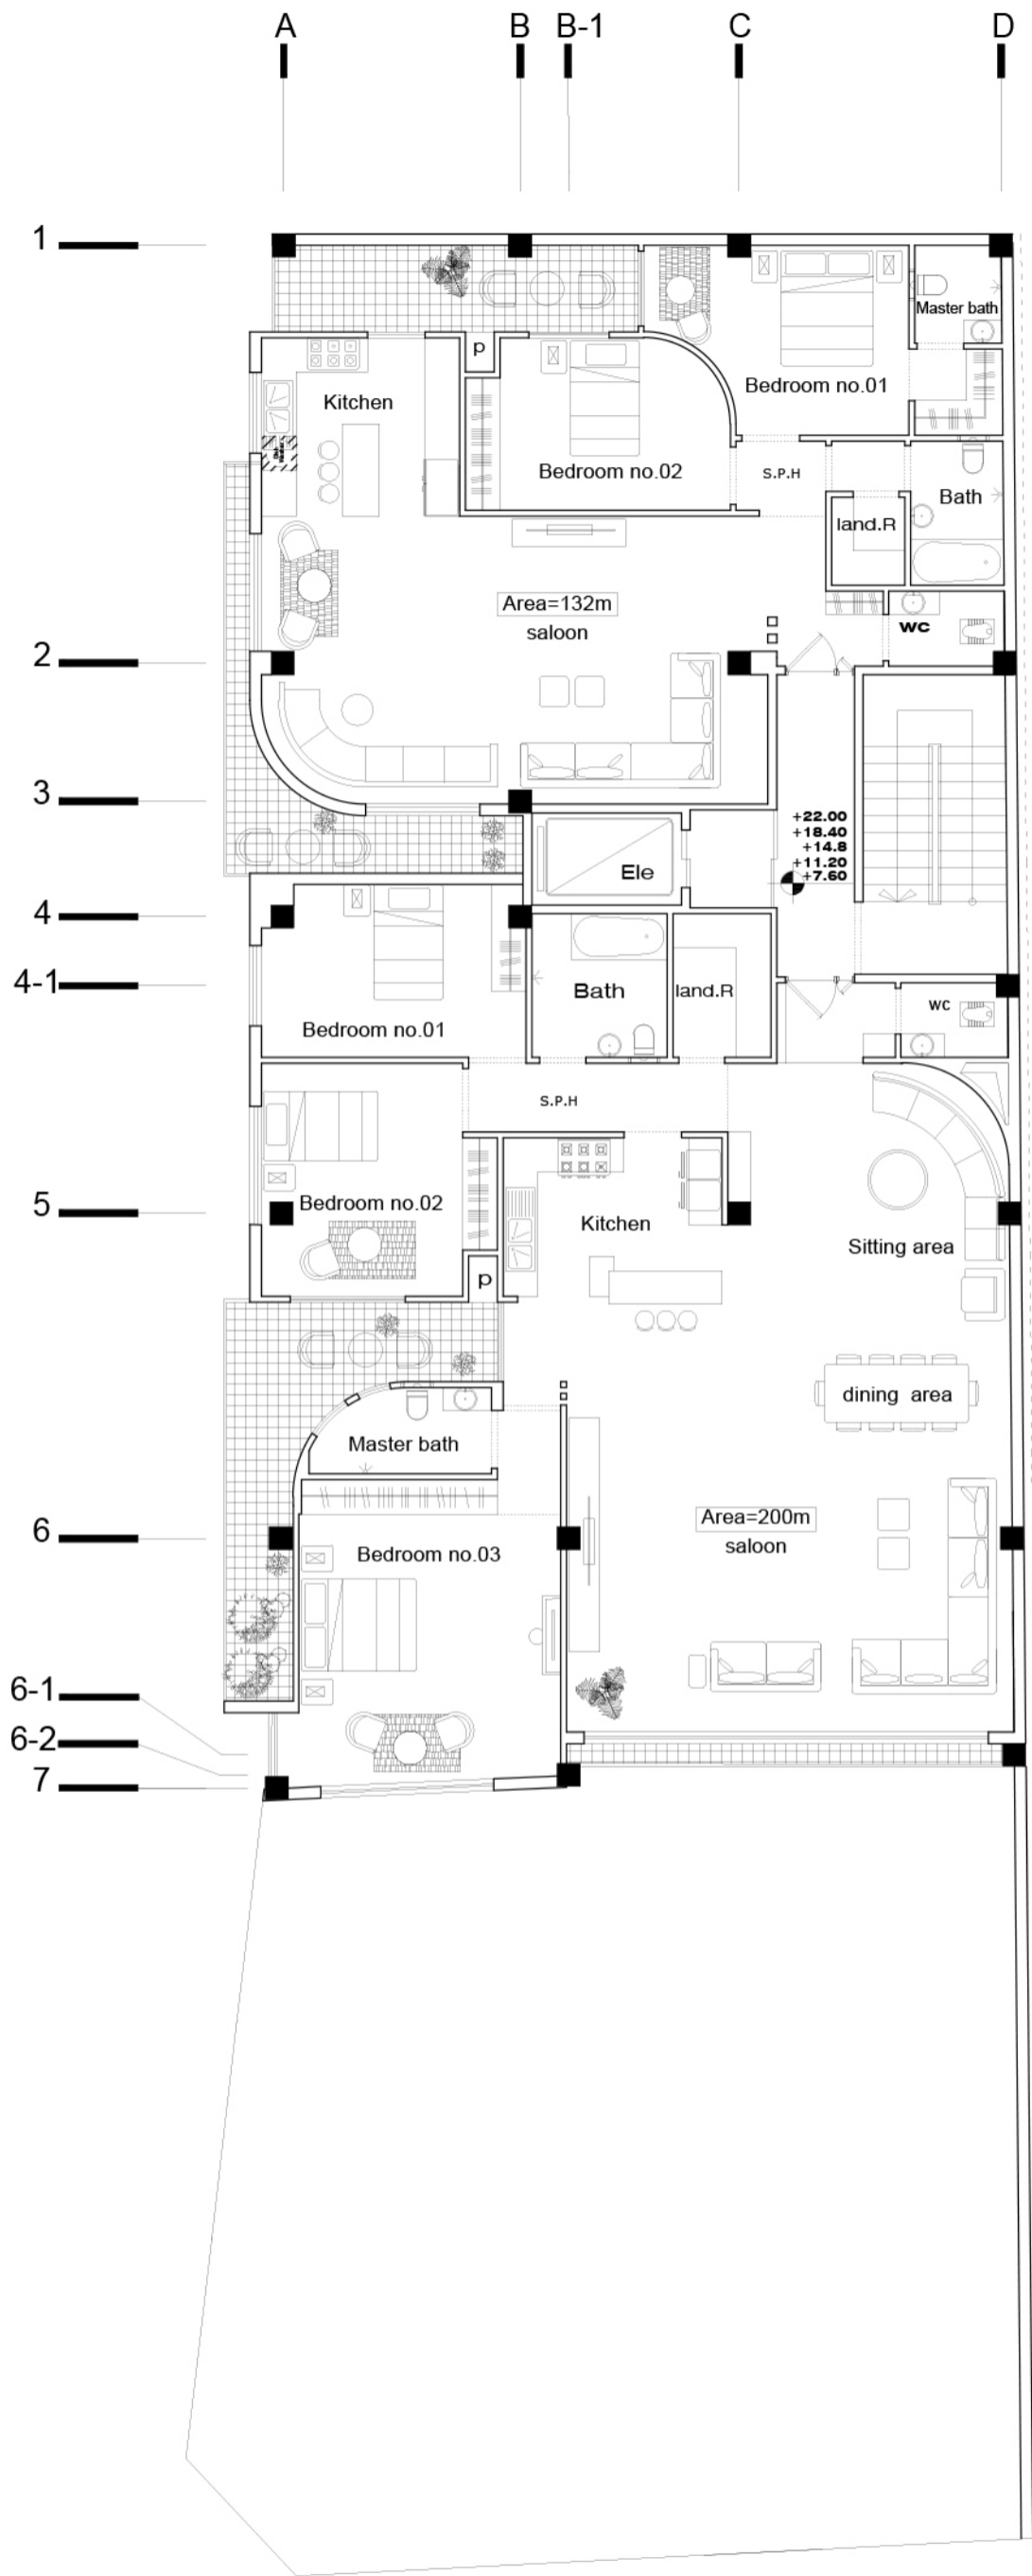 A B B-1 C D
1
Master bath
p
Kitchen
Bedroom no.01
Bedroom no.02
S.P.H
Bath
land.R
Area=132m
saloon
wc
2
3
+22.00
+18.40
+14.8
+11.20
+7.60
Ele
4
4-1
Bath
land.R
wc
Bedroom no.01
S.P.H
5
Bedroom no.02
Kitchen
Sitting area
p
dining area
Master bath
6
Area=200m
saloon
Bedroom no.03
6-1
6-2
7